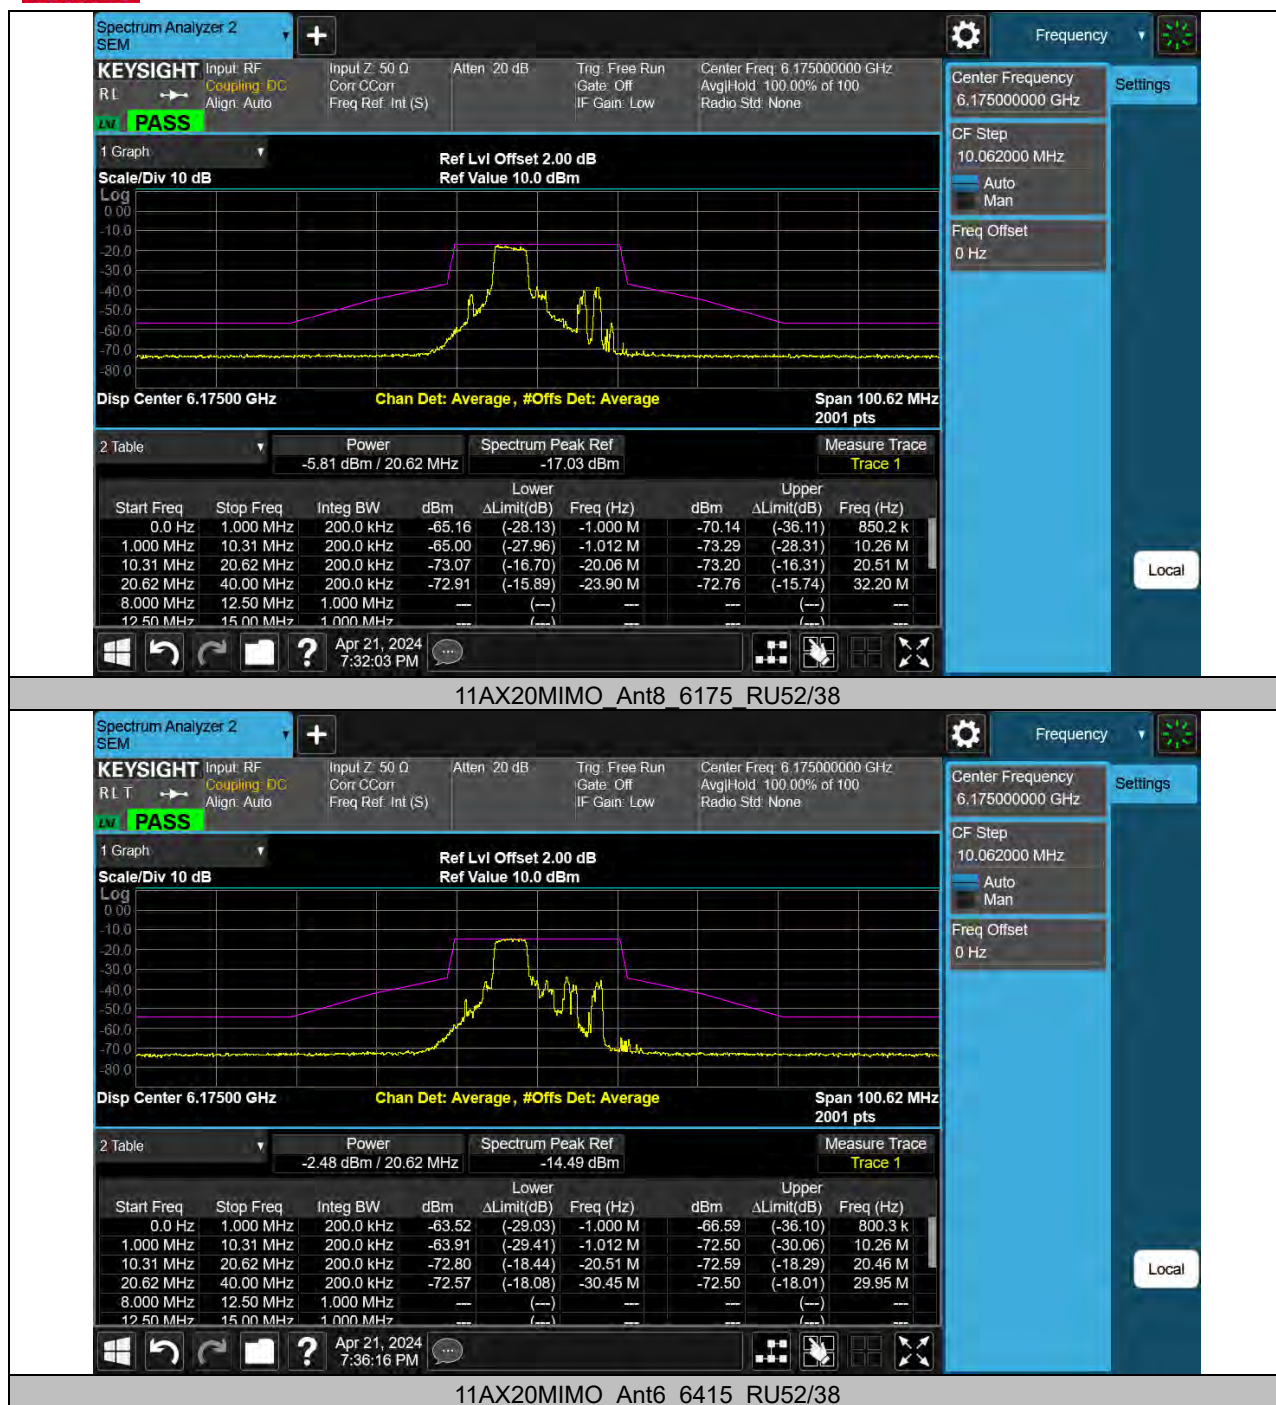 Spectrum Analyzer 2
SEM
+
Frequency
KEYSIGHT
RL
PASS
Input: RF
Coupling: DC
Align: Auto
Input Z: 50 Ω
Corr CCorr
Freq Ref: Int (S)
Atten: 20 dB
Trig: Free Run
Gate: Off
IF Gain: Low
Center Freq: 6.175000000 GHz
Avg|Hold: 100.00% of 100
Radio Std: None
Center Frequency
6.175000000 GHz
Settings
CF Step
10.062000 MHz
Auto
Man
Freq Offset
0 Hz
Local
1 Graph
Scale/Div 10 dB
Ref Lvl Offset 2.00 dB
Ref Value 10.0 dBm
Log
0.00
-10.0
-20.0
-30.0
-40.0
-50.0
-60.0
-70.0
-80.0
Disp Center 6.17500 GHz
Chan Det: Average, #Offs Det: Average
Span 100.62 MHz
2001 pts
2 Table
Power
-5.81 dBm / 20.62 MHz
Spectrum Peak Ref
-17.03 dBm
Measure Trace
Trace 1
Lower Upper
Start Freq Stop Freq Integ BW dBm ΔLimit(dB) Freq (Hz) dBm ΔLimit(dB) Freq (Hz)
0.0 Hz 1.000 MHz 200.0 kHz -65.16 (-28.13) -1.000 M -70.14 (-36.11) 850.2 k
1.000 MHz 10.31 MHz 200.0 kHz -65.00 (-27.96) -1.012 M -73.29 (-28.31) 10.26 M
10.31 MHz 20.62 MHz 200.0 kHz -73.07 (-16.70) -20.06 M -73.20 (-16.31) 20.51 M
20.62 MHz 40.00 MHz 200.0 kHz -72.91 (-15.89) -23.90 M -72.76 (-15.74) 32.20 M
8.000 MHz 12.50 MHz 1.000 MHz --- (---) --- --- (---) ---
12.50 MHz 15.00 MHz 1.000 MHz --- (---) --- --- (---) ---
?
Apr 21, 2024
7:32:03 PM
11AX20MIMO_Ant8_6175_RU52/38
Spectrum Analyzer 2
SEM
+
Frequency
KEYSIGHT
RLT
PASS
Input: RF
Coupling: DC
Align: Auto
Input Z: 50 Ω
Corr CCorr
Freq Ref: Int (S)
Atten: 20 dB
Trig: Free Run
Gate: Off
IF Gain: Low
Center Freq: 6.175000000 GHz
Avg|Hold: 100.00% of 100
Radio Std: None
Center Frequency
6.175000000 GHz
Settings
CF Step
10.062000 MHz
Auto
Man
Freq Offset
0 Hz
Local
1 Graph
Scale/Div 10 dB
Ref Lvl Offset 2.00 dB
Ref Value 10.0 dBm
Log
0.00
-10.0
-20.0
-30.0
-40.0
-50.0
-60.0
-70.0
-80.0
Disp Center 6.17500 GHz
Chan Det: Average, #Offs Det: Average
Span 100.62 MHz
2001 pts
2 Table
Power
-2.48 dBm / 20.62 MHz
Spectrum Peak Ref
-14.49 dBm
Measure Trace
Trace 1
Lower Upper
Start Freq Stop Freq Integ BW dBm ΔLimit(dB) Freq (Hz) dBm ΔLimit(dB) Freq (Hz)
0.0 Hz 1.000 MHz 200.0 kHz -63.52 (-29.03) -1.000 M -66.59 (-36.10) 800.3 k
1.000 MHz 10.31 MHz 200.0 kHz -63.91 (-29.41) -1.012 M -72.50 (-30.06) 10.26 M
10.31 MHz 20.62 MHz 200.0 kHz -72.80 (-18.44) -20.51 M -72.59 (-18.29) 20.46 M
20.62 MHz 40.00 MHz 200.0 kHz -72.57 (-18.08) -30.45 M -72.50 (-18.01) 29.95 M
8.000 MHz 12.50 MHz 1.000 MHz --- (---) --- --- (---) ---
12.50 MHz 15.00 MHz 1.000 MHz --- (---) --- --- (---) ---
?
Apr 21, 2024
7:36:16 PM
11AX20MIMO_Ant6_6415_RU52/38